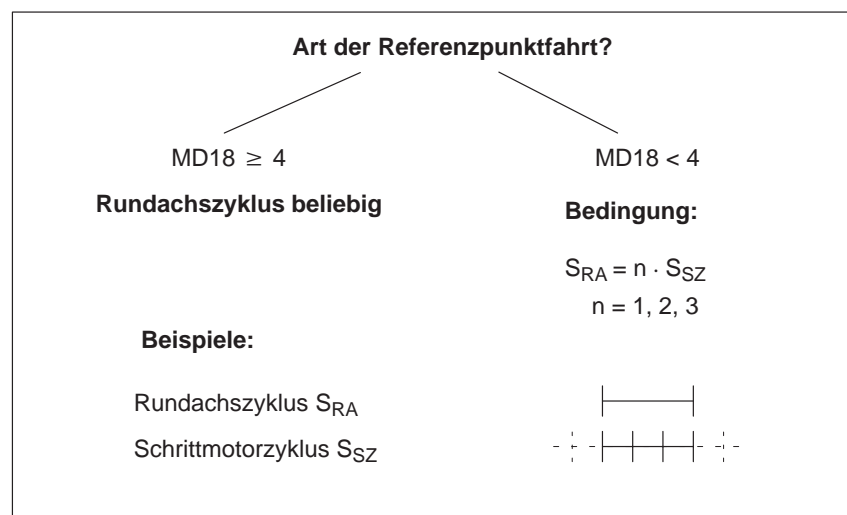 Art der Referenzpunktfahrt?
MD18 ≥ 4
MD18 < 4
Rundachszyklus beliebig
Bedingung:
S_RA = n · S_SZ
n = 1, 2, 3
Beispiele:
Rundachszyklus S_RA
Schrittmotorzyklus S_SZ